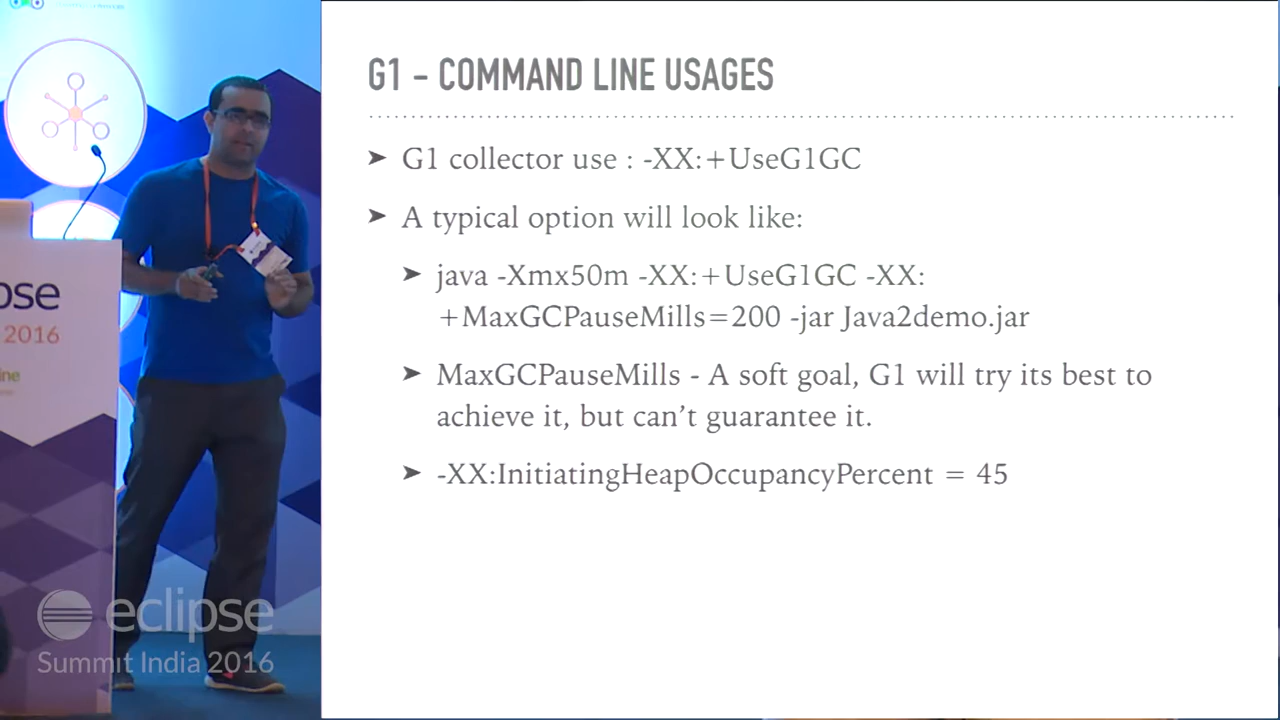 G1 – COMMAND LINE USAGES
➤ G1 collector use : -XX:+UseG1GC
➤ A typical option will look like:
➤ java -Xmx50m -XX:+UseG1GC -XX:
+MaxGCPauseMills=200 -jar Java2demo.jar
➤ MaxGCPauseMills - A soft goal, G1 will try its best to
achieve it, but can’t guarantee it.
➤ -XX:InitiatingHeapOccupancyPercent = 45
2016
eclipse
Summit India 2016